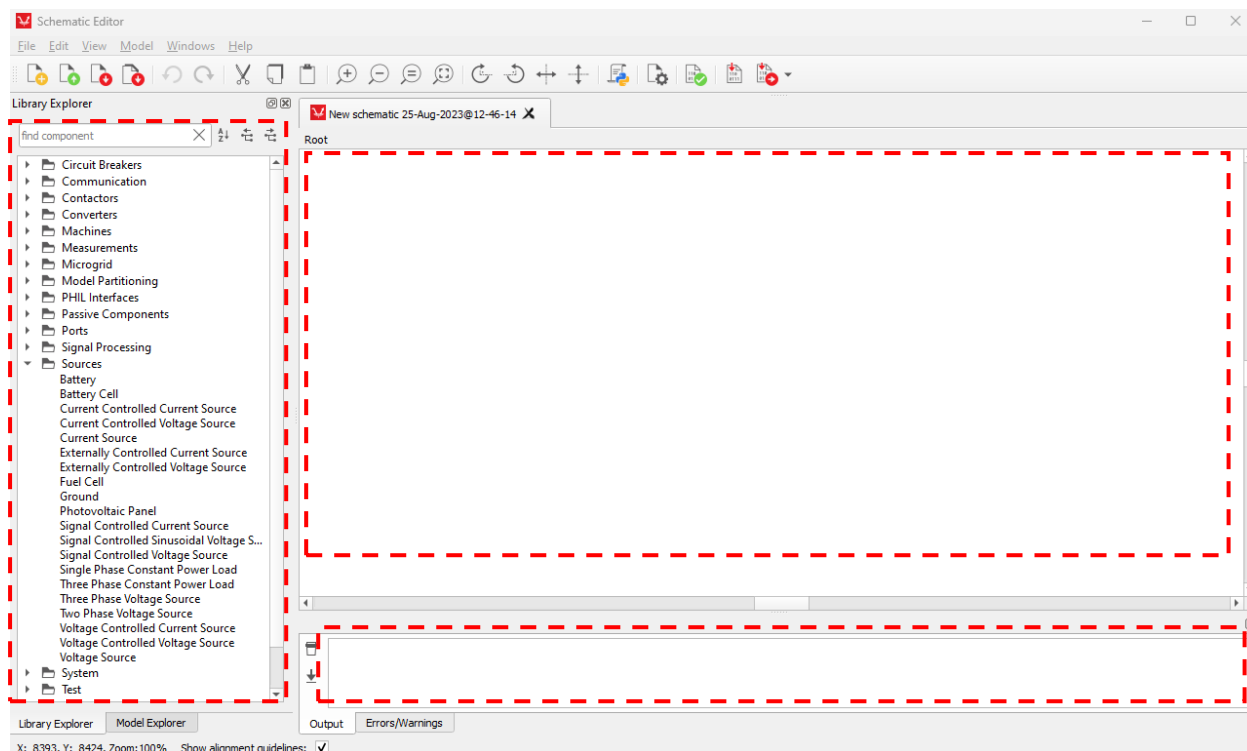 Schematic Editor
File Edit View Model Windows Help
Library Explorer
New schematic 25-Aug-2023@12-46-14
find component
Root
Circuit Breakers
Communication
Contactors
Converters
Machines
Measurements
Microgrid
Model Partitioning
PHIL Interfaces
Passive Components
Ports
Signal Processing
Sources
Battery
Battery Cell
Current Controlled Current Source
Current Controlled Voltage Source
Current Source
Externally Controlled Current Source
Externally Controlled Voltage Source
Fuel Cell
Ground
Photovoltaic Panel
Signal Controlled Current Source
Signal Controlled Sinusoidal Voltage S...
Signal Controlled Voltage Source
Single Phase Constant Power Load
Three Phase Constant Power Load
Three Phase Voltage Source
Two Phase Voltage Source
Voltage Controlled Current Source
Voltage Controlled Voltage Source
Voltage Source
System
Test
Library Explorer Model Explorer
Output Errors/Warnings
X: 8393, Y: 8424, Zoom:100% Show alignment guidelines: